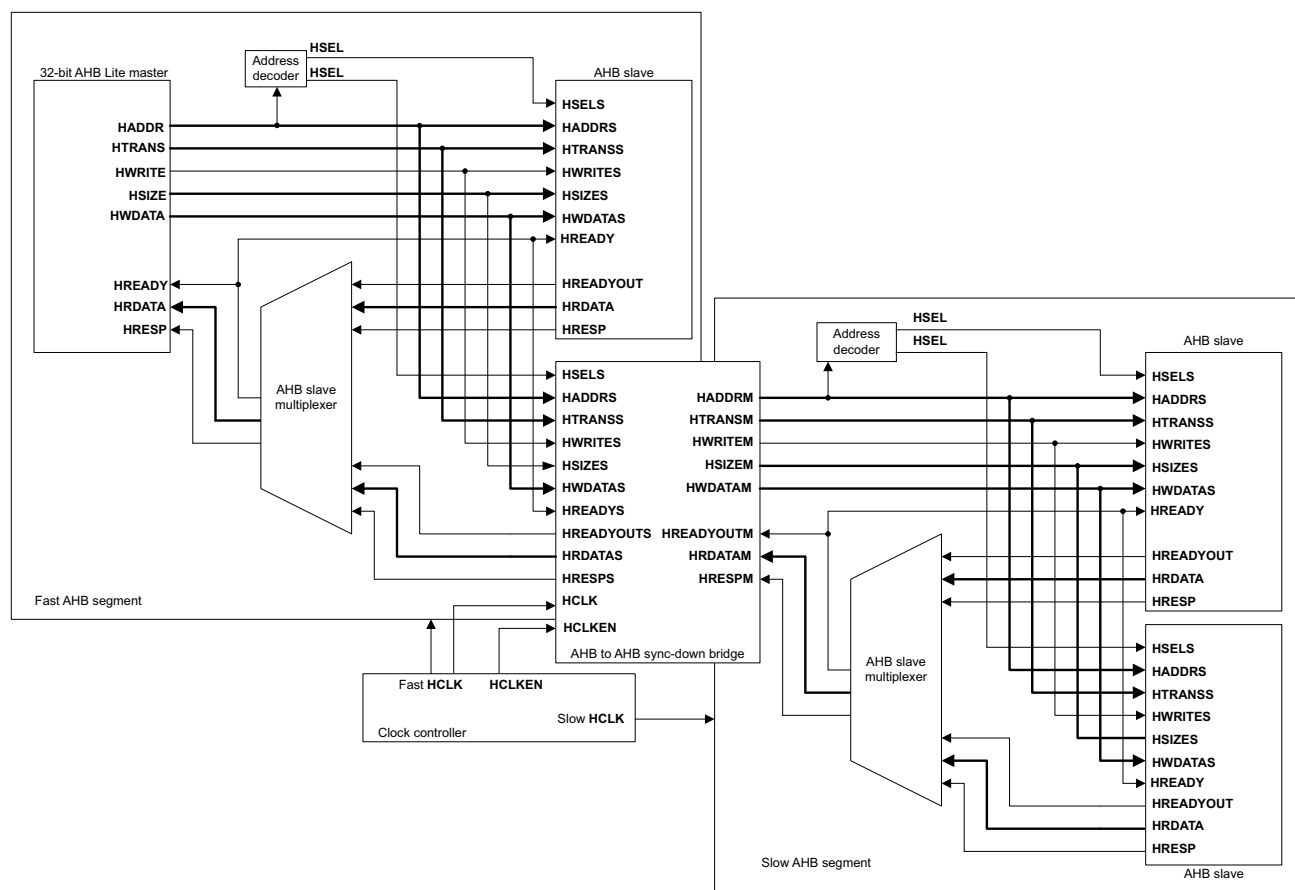 32-bit AHB Lite master
HADDR
HTRANS
HWRITE
HSIZE
HWDATA
HREADY
HRDATA
HRESP
Address
decoder
HSEL
HSEL
AHB slave
HSELS
HADDRS
HTRANSS
HWRITES
HSIZES
HWDATAS
HREADY
HREADYOUT
HRDATA
HRESP
AHB slave
multiplexer
HSELS
HADDRS
HTRANSS
HWRITES
HSIZES
HWDATAS
HREADYS
HREADYOUTS
HRDATAS
HRESPS
HCLK
HCLKEN
HADDRM
HTRANSM
HWRITEM
HSIZEM
HWDATAM
HREADYOUTM
HRDATAM
HRESPM
AHB to AHB sync-down bridge
Fast AHB segment
Fast HCLK
HCLKEN
Slow HCLK
Clock controller
Address
decoder
HSEL
HSEL
AHB slave
HSELS
HADDRS
HTRANSS
HWRITES
HSIZES
HWDATAS
HREADY
HREADYOUT
HRDATA
HRESP
AHB slave
multiplexer
HSELS
HADDRS
HTRANSS
HWRITES
HSIZES
HWDATAS
HREADY
HREADYOUT
HRDATA
HRESP
AHB slave
Slow AHB segment